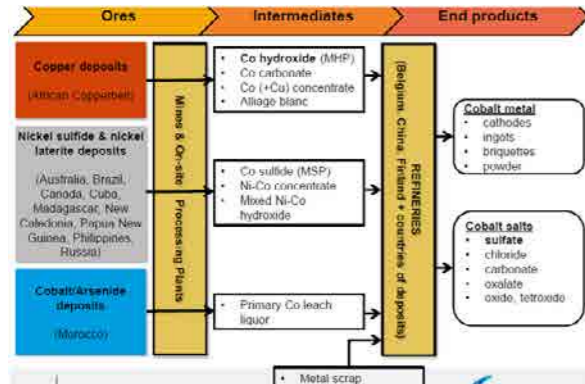 Ores
Intermediates
End products
Copper deposits
(African Copperbelt)
Nickel sulfide & nickel
laterite deposits
(Australia, Brazil,
Canada, Cuba,
Madagascar, New
Caledonia, Papua New
Guinea, Philippines,
Russia)
Cobalt/Arsenide
deposits
(Morocco)
Mines & On-site
Processing Plants
• Co hydroxide (MHP)
• Co carbonate
• Co (+Cu) concentrate
• Alliage blanc
• Co sulfide (MSP)
• Ni-Co concentrate
• Mixed Ni-Co
hydroxide
• Primary Co leach
liquor
• Metal scrap
REFINERIES
(Belgium, China, Finland + countries of deposits)
Cobalt metal
• cathodes
• ingots
• briquettes
• powder
Cobalt salts
• sulfate
• chloride
• carbonate
• oxalate
• oxide, tetroxide